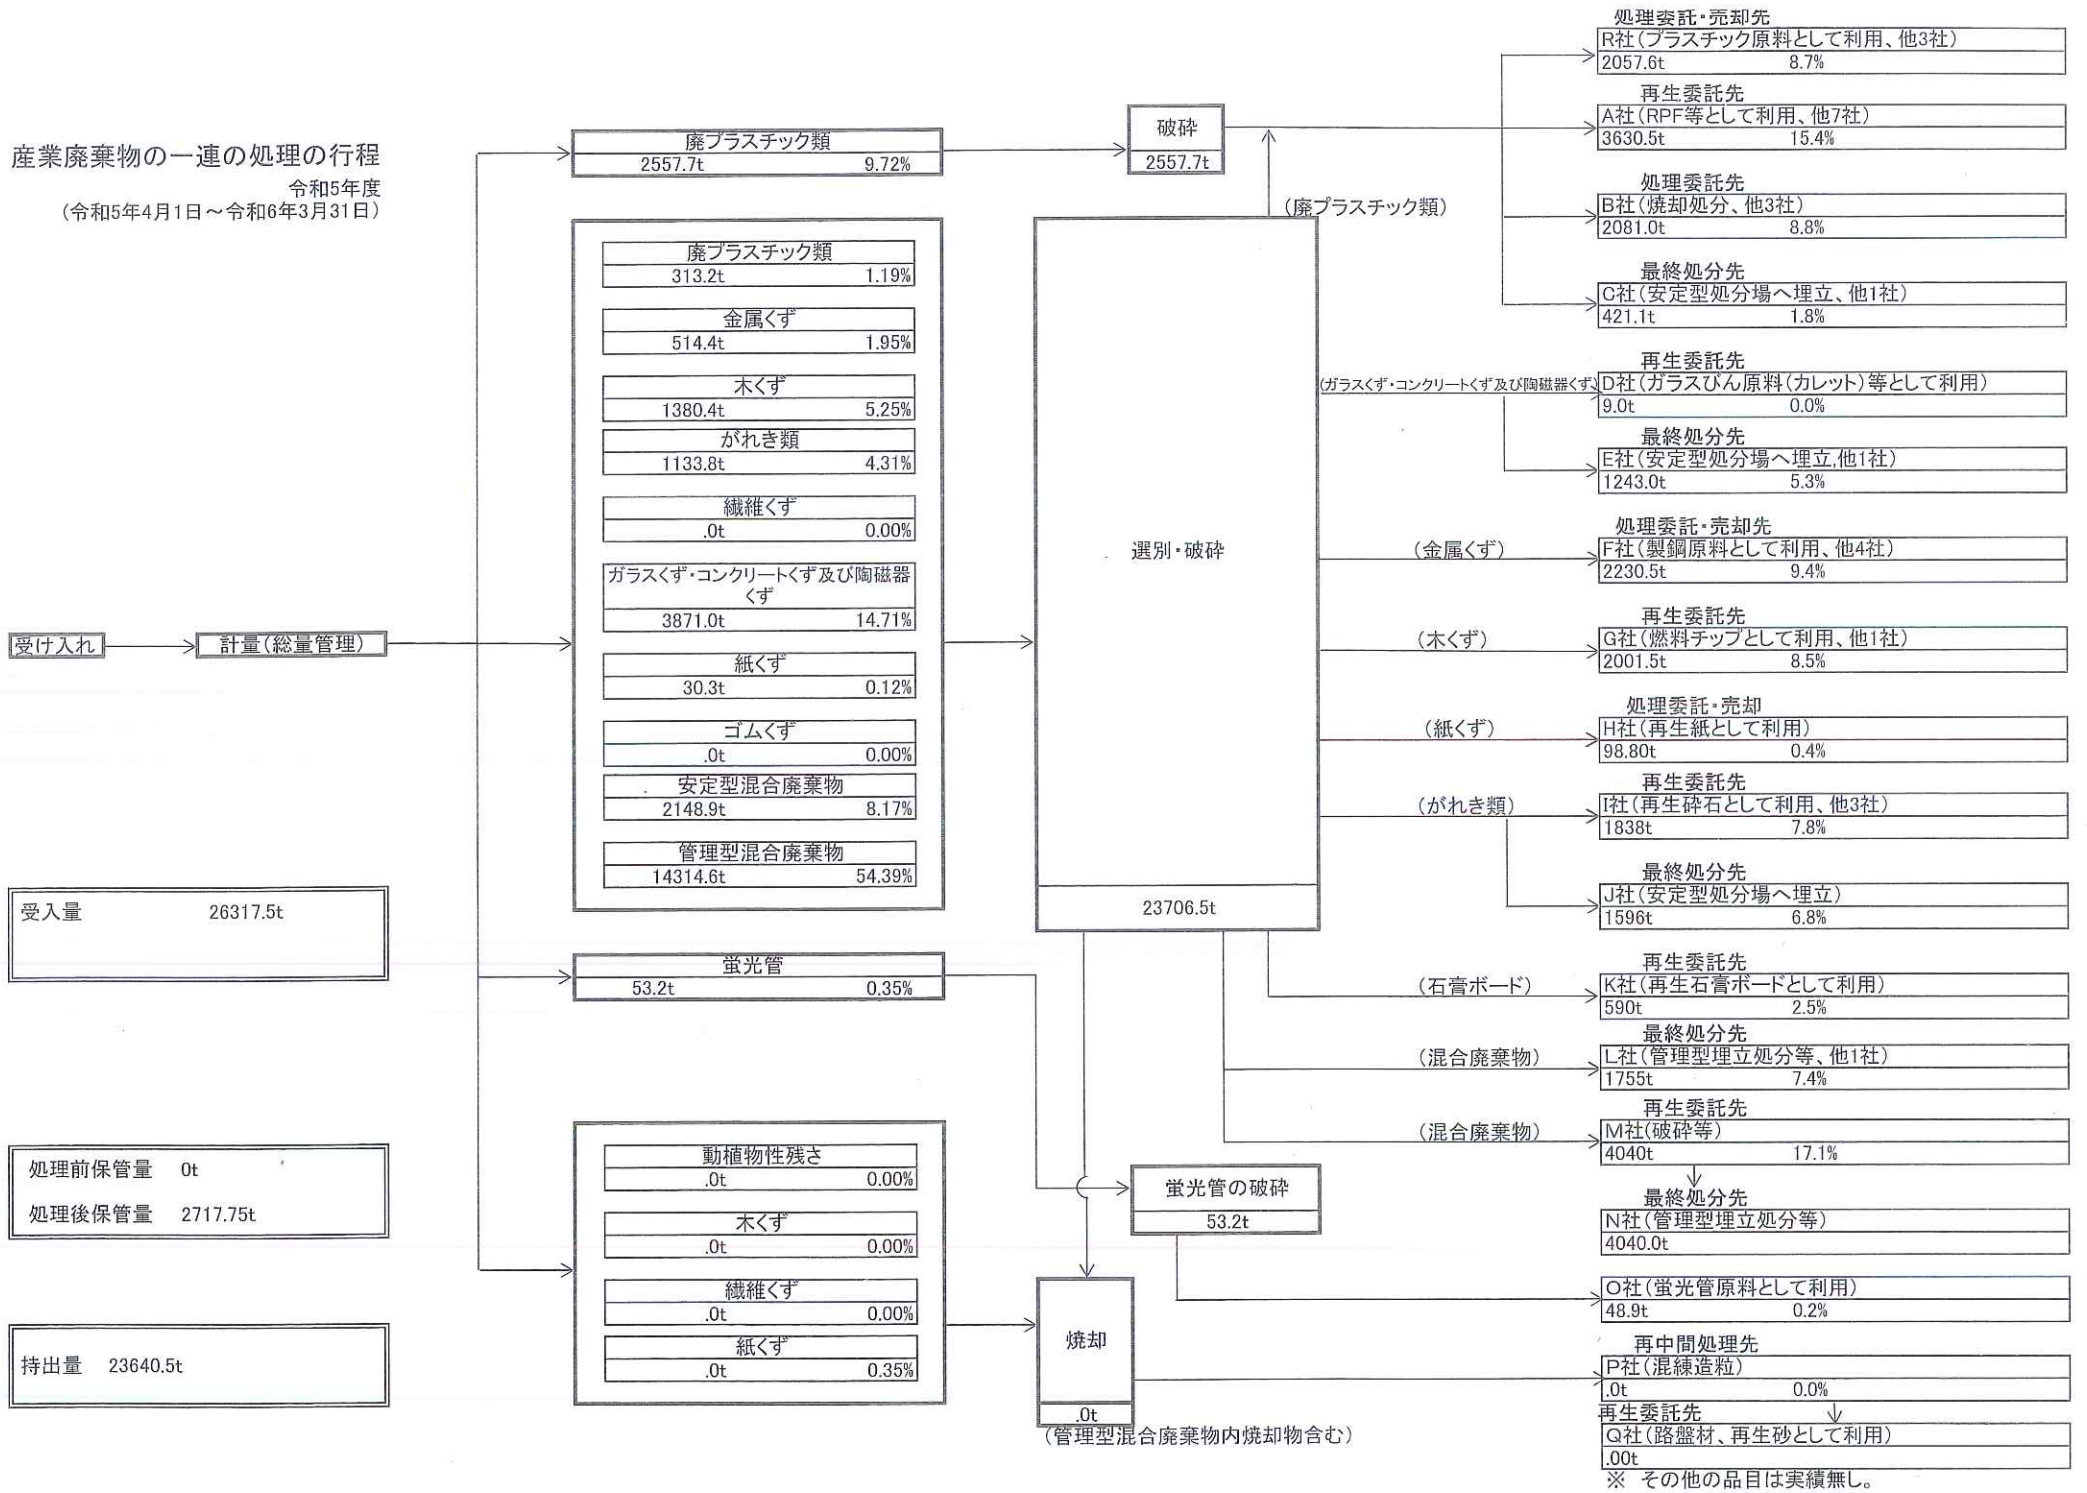 産業廃棄物の一連の処理の行程
令和5年度
(令和5年4月1日～令和6年3月31日)
受け入れ
計量(総量管理)
受入量 26317.5t
処理前保管量 0t
処理後保管量 2717.75t
持出量 23640.5t
廃プラスチック類
2557.7t 9.72%
廃プラスチック類
313.2t 1.19%
金属くず
514.4t 1.95%
木くず
1380.4t 5.25%
がれき類
1133.8t 4.31%
繊維くず
.0t 0.00%
ガラスくず・コンクリートくず及び陶磁器
くず
3871.0t 14.71%
紙くず
30.3t 0.12%
ゴムくず
.0t 0.00%
安定型混合廃棄物
2148.9t 8.17%
管理型混合廃棄物
14314.6t 54.39%
蛍光管
53.2t 0.35%
動植物性残さ
.0t 0.00%
木くず
.0t 0.00%
繊維くず
.0t 0.00%
紙くず
.0t 0.35%
破砕
2557.7t
(廃プラスチック類)
選別・破砕
23706.5t
蛍光管の破砕
53.2t
焼却
.0t
(管理型混合廃棄物内焼却物含む)
処理委託・売却先
R社(プラスチック原料として利用、他3社)
2057.6t 8.7%
再生委託先
A社(RPF等として利用、他7社)
3630.5t 15.4%
処理委託先
B社(焼却処分、他3社)
2081.0t 8.8%
最終処分先
C社(安定型処分場へ埋立、他1社)
421.1t 1.8%
再生委託先
(ガラスくず・コンクリートくず及び陶磁器くず)
D社(ガラスびん原料(カレット)等として利用)
9.0t 0.0%
最終処分先
E社(安定型処分場へ埋立,他1社)
1243.0t 5.3%
処理委託・売却先
(金属くず)
F社(製鋼原料として利用、他4社)
2230.5t 9.4%
再生委託先
(木くず)
G社(燃料チップとして利用、他1社)
2001.5t 8.5%
処理委託・売却
(紙くず)
H社(再生紙として利用)
98.80t 0.4%
再生委託先
(がれき類)
I社(再生砕石として利用、他3社)
1838t 7.8%
最終処分先
J社(安定型処分場へ埋立)
1596t 6.8%
再生委託先
(石膏ボード)
K社(再生石膏ボードとして利用)
590t 2.5%
最終処分先
(混合廃棄物)
L社(管理型埋立処分等、他1社)
1755t 7.4%
再生委託先
(混合廃棄物)
M社(破砕等)
4040t 17.1%
最終処分先
N社(管理型埋立処分等)
4040.0t
O社(蛍光管原料として利用)
48.9t 0.2%
再中間処理先
P社(混練造粒)
.0t 0.0%
再生委託先
Q社(路盤材、再生砂として利用)
.00t
※ その他の品目は実績無し。